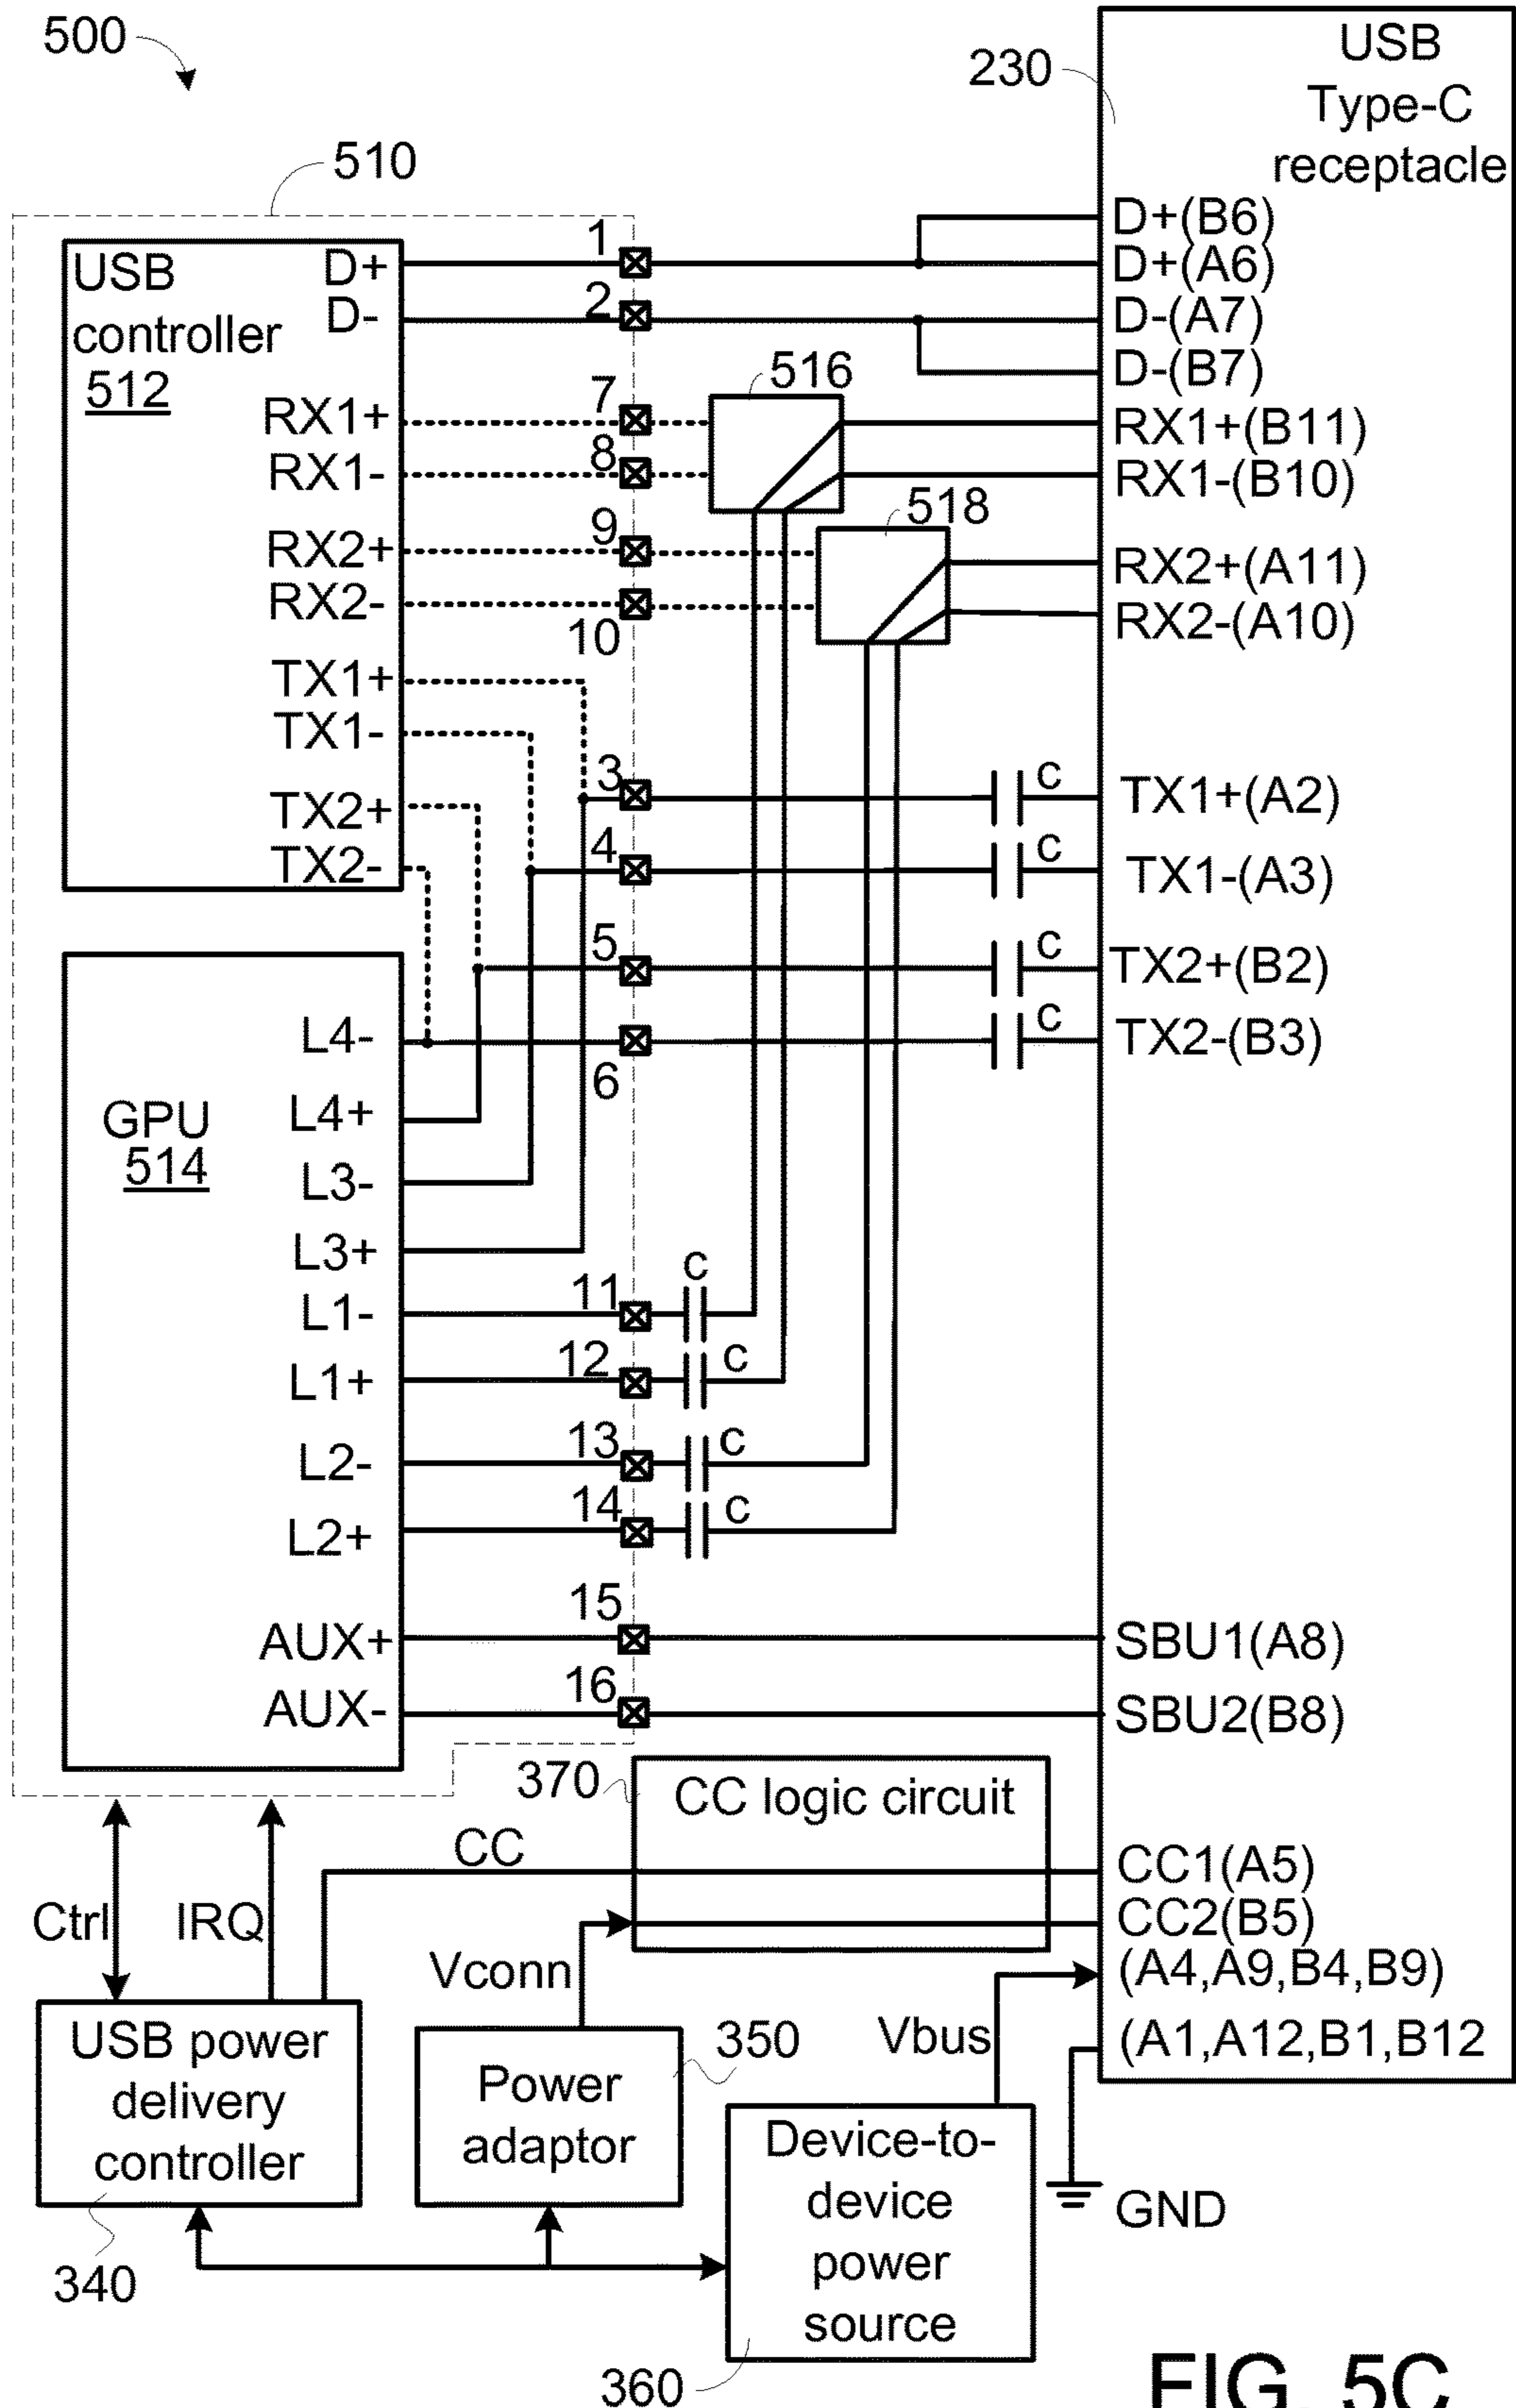 500
510
USB
controller
512
D+
D-
RX1+
RX1-
RX2+
RX2-
TX1+
TX1-
TX2+
TX2-
GPU
514
L4-
L4+
L3-
L3+
L1-
L1+
L2-
L2+
AUX+
AUX-
1
2
7
8
9
10
3
4
5
6
11
12
13
14
15
16
516
518
c
c
c
c
c
c
c
c
230
USB
Type-C
receptacle
D+(B6)
D+(A6)
D-(A7)
D-(B7)
RX1+(B11)
RX1-(B10)
RX2+(A11)
RX2-(A10)
TX1+(A2)
TX1-(A3)
TX2+(B2)
TX2-(B3)
SBU1(A8)
SBU2(B8)
CC1(A5)
CC2(B5)
(A4,A9,B4,B9)
(A1,A12,B1,B12
370
CC logic circuit
CC
Ctrl
IRQ
Vconn
Vbus
USB power
delivery
controller
340
Power
adaptor
350
Device-to-
device
power
source
360
GND
FIG. 5C